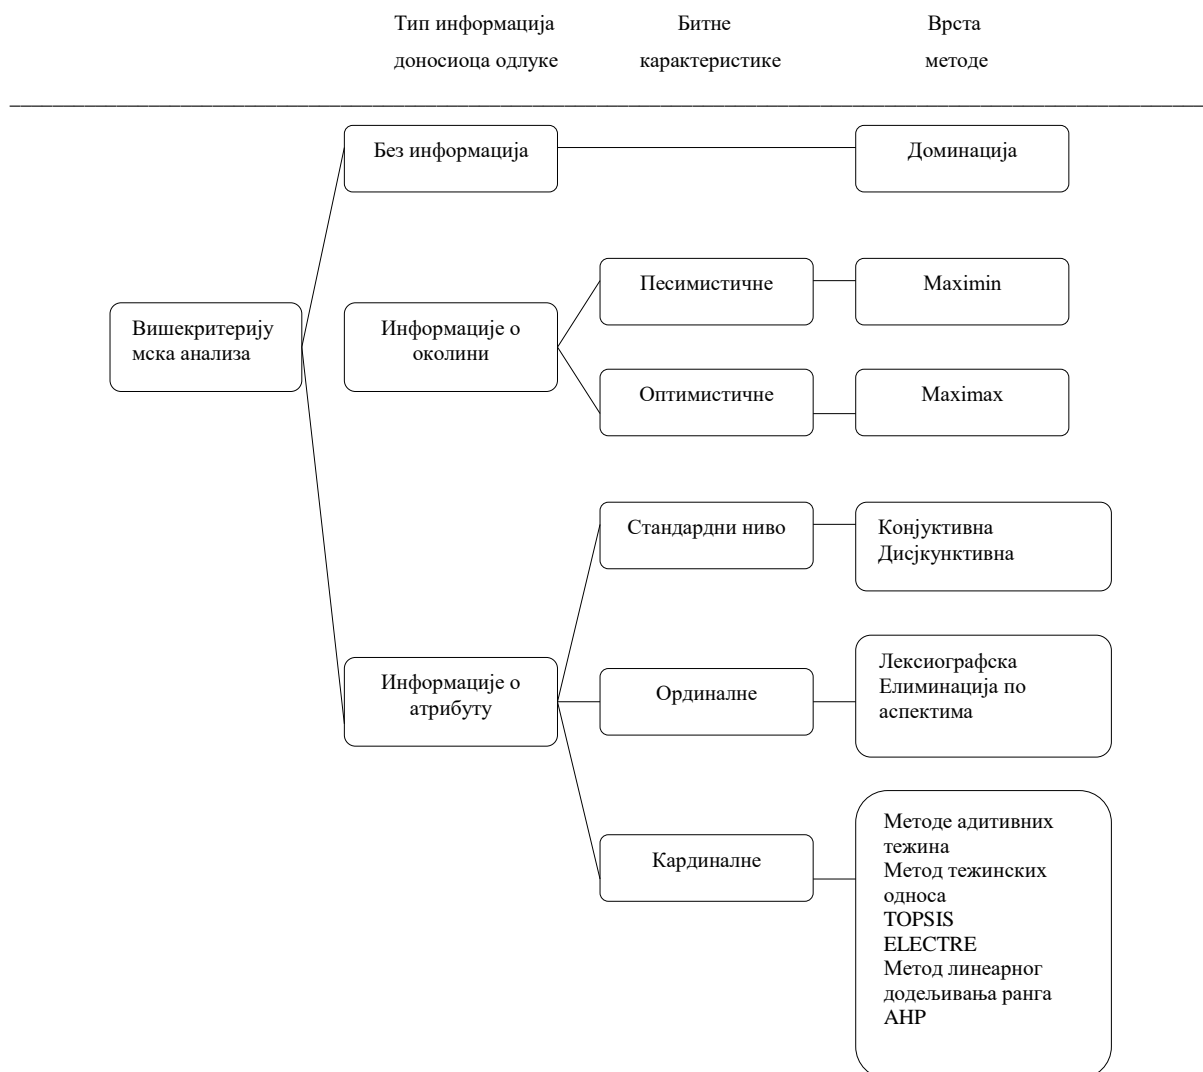 Тип информација
доносиоца одлуке
Битне
карактеристике
Врста
методе
Без информација
Доминација
Песимистичне
Maximin
Вишекритерију
мска анализа
Информације о
околини
Оптимистичне
Maximax
Стандардни ниво
Конјуктивна
Дисјкунктивна
Информације о
атрибуту
Ординалне
Лексиографска
Елиминација по
аспектима
Кардиналне
Методе адитивних
тежина
Метод тежинских
односа
TOPSIS
ELECTRE
Метод линеарног
додељивања ранга
AHP